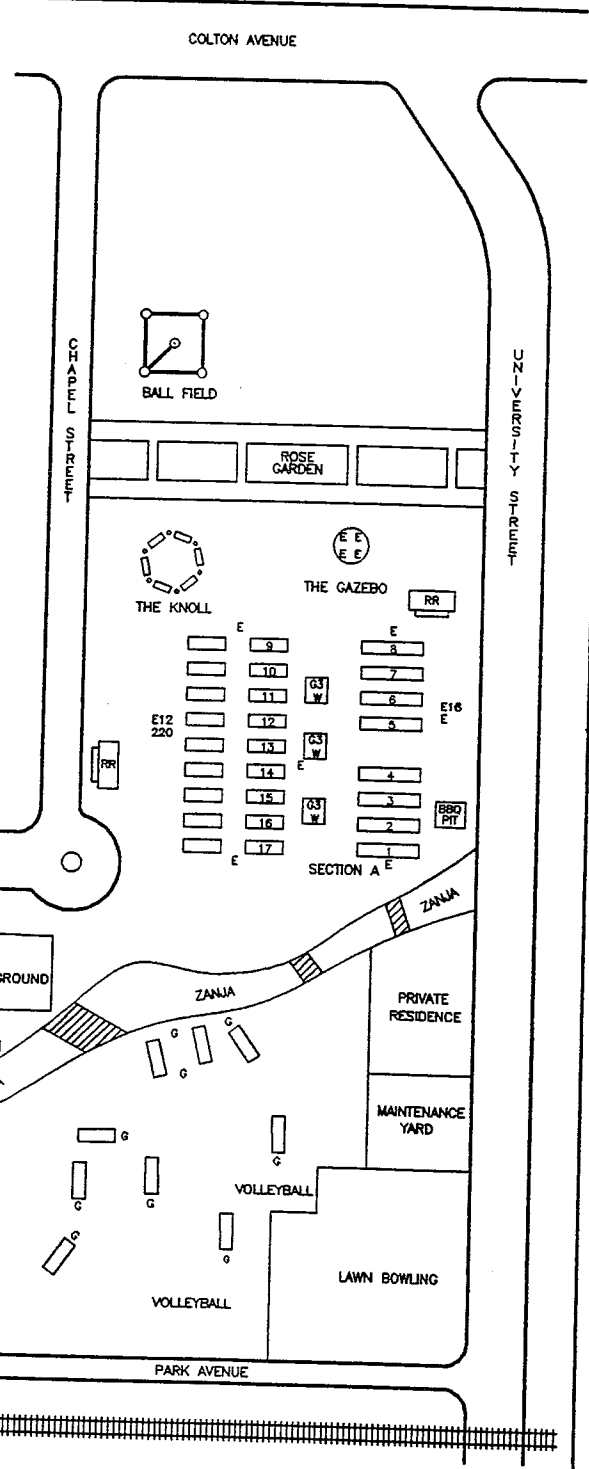 COLTON AVENUE
CHAPEL STREET
UNIVERSITY STREET
BALL FIELD
ROSE
GARDEN
THE KNOLL
E E
E E
THE GAZEBO
RR
E
E
9
8
10
7
11
G3
W
6
E16
E
E12
220
12
5
13
G3
W
RR
14
E
4
15
G3
W
3
BBQ
PIT
16
2
17
1
E
SECTION A
E
ZANJA
ROUND
ZANJA
PRIVATE
RESIDENCE
G
G
G
MAINTENANCE
YARD
G
G
G
G
VOLLEYBALL
G
G
LAWN BOWLING
VOLLEYBALL
PARK AVENUE